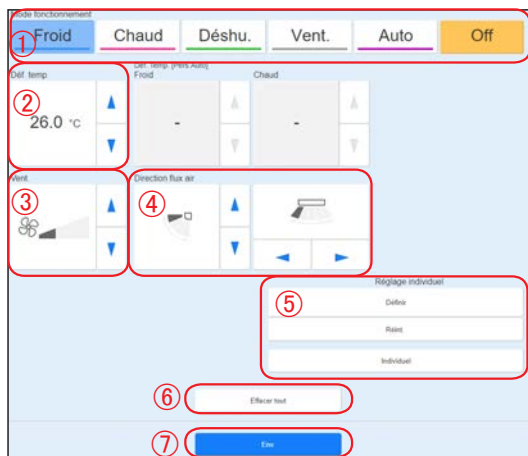 Mode fonctionnement
① Froid Chaud Déshu. Vent. Auto Off
Déf. temp Déf. Temp. [Pers.Auto]
Froid Chaud
② 26.0 °C - -
Vent. Direction flux air
③ ④
Réglage individuel
⑤ Définir
Réint
Individuel
⑥ Effacer tout
⑦ Env